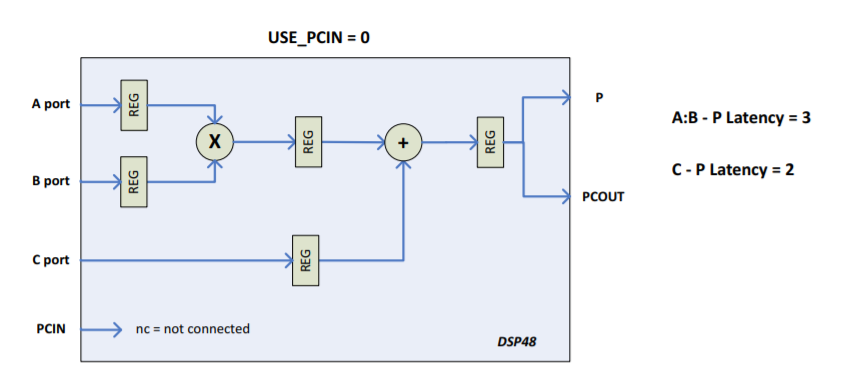 USE_PCIN = 0
A port
REG
X
B port
REG
REG
+
REG
P
PCOUT
A:B - P Latency = 3
C - P Latency = 2
C port
REG
PCIN
nc = not connected
DSP48